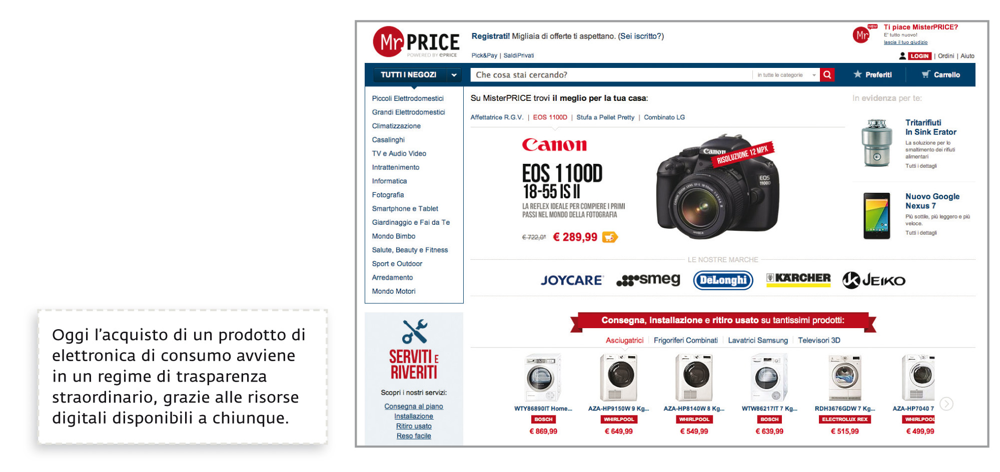 Oggi l'acquisto di un prodotto di
elettronica di consumo avviene
in un regime di trasparenza
straordinario, grazie alle risorse
digitali disponibili a chiunque.
Mr PRICE
POWERED BY ePRICE
Registrati! Migliaia di offerte ti aspettano. (Sei iscritto?)
Pick&Pay | SaldiPrivati
Mr
NEW
Ti piace MisterPRICE?
E' tutto nuovo!
lascia il tuo giudizio
LOGIN | Ordini | Aiuto
TUTTI I NEGOZI
Che cosa stai cercando?
in tutte le categorie
Preferiti
Carrello
Piccoli Elettrodomestici
Grandi Elettrodomestici
Climatizzazione
Casalinghi
TV e Audio Video
Intrattenimento
Informatica
Fotografia
Smartphone e Tablet
Giardinaggio e Fai da Te
Mondo Bimbo
Salute, Beauty e Fitness
Sport e Outdoor
Arredamento
Mondo Motori
Su MisterPRICE trovi il meglio per la tua casa:
Affettatrice R.G.V. | EOS 1100D | Stufa a Pellet Pretty | Combinato LG
Canon
EOS 1100D
18-55 IS II
LA REFLEX IDEALE PER COMPIERE I PRIMI
PASSI NEL MONDO DELLA FOTOGRAFIA
€ 722,0* € 289,99
Canon
RISOLUZIONE 12 MPX
EOS
1100D
In evidenza per te:
Tritarifiuti
In Sink Erator
La soluzione per lo
smaltimento dei rifiuti
alimentari
Tutti i dettagli
Nuovo Google
Nexus 7
Più sottile, più leggero e più
veloce.
Tutti i dettagli
LE NOSTRE MARCHE
JOYCARE
smeg
DeLonghi
KÄRCHER
JK JEIKO
SERVITI E
RIVERITI
Scopri i nostri servizi:
Consegna al piano
Installazione
Ritiro usato
Reso facile
Consegna, installazione e ritiro usato su tantissimi prodotti:
Asciugatrici
Frigoriferi Combinati
Lavatrici Samsung
Televisori 3D
WTY86890IT Home...
BOSCH
€ 869,99
AZA-HP9150W 9 Kg...
WHIRLPOOL
€ 649,99
AZA-HP8140W 8 Kg...
WHIRLPOOL
€ 549,99
WTW86217IT 7 Kg...
BOSCH
€ 639,99
RDH3676GDW 7 Kg...
ELECTROLUX REX
€ 515,99
AZA-HP7040 7
WHIRLPOOL
€ 499,99